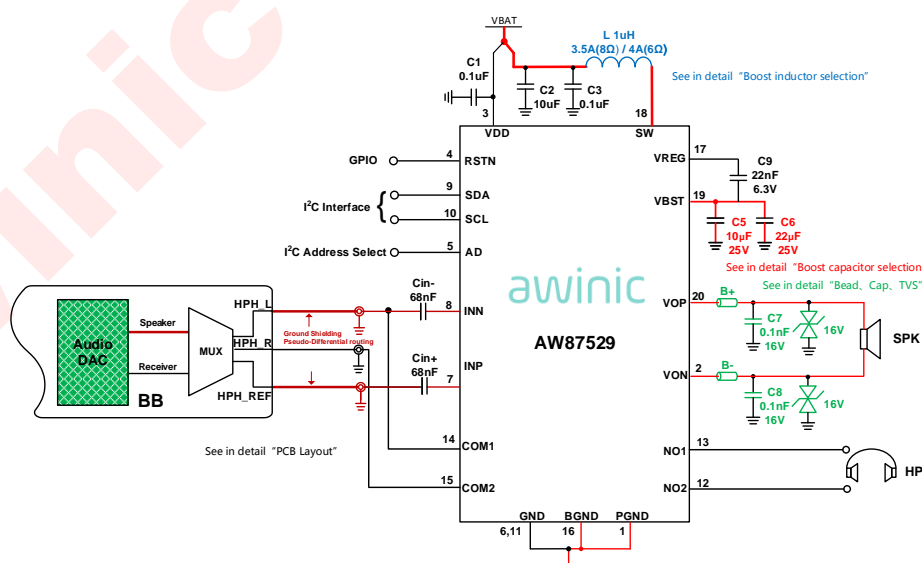 VBAT
L 1uH
3.5A(8Ω) / 4A(6Ω)
See in detail “Boost inductor selection”
C1
0.1uF
C2
10uF
C3
0.1uF
3
VDD
18
SW
GPIO
4
RSTN
I²C Interface
9
SDA
10
SCL
I²C Address Select
5
AD
17
VREG
C9
22nF
6.3V
19
VBST
C5
10µF
25V
C6
22µF
25V
See in detail “Boost capacitor selection
See in detail “Bead、Cap、TVS”
awinic
AW87529
20
VOP
B+
C7
0.1nF
16V
16V
SPK
2
VON
B-
C8
0.1nF
16V
16V
Audio
DAC
Speaker
Receiver
MUX
BB
HPH_L
HPH_R
HPH_REF
Ground Shielding
Pseudo-Differential routing
Cin-
68nF
8
INN
Cin+
68nF
7
INP
See in detail “PCB Layout”
14
COM1
15
COM2
13
NO1
12
NO2
HP
GND
BGND
PGND
6,11
16
1